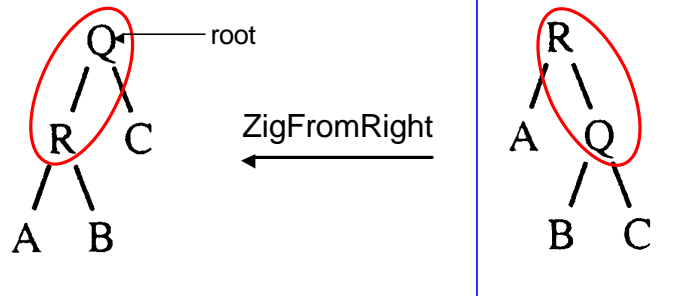 Q root
R C
A B
ZigFromRight
R
A Q
B C